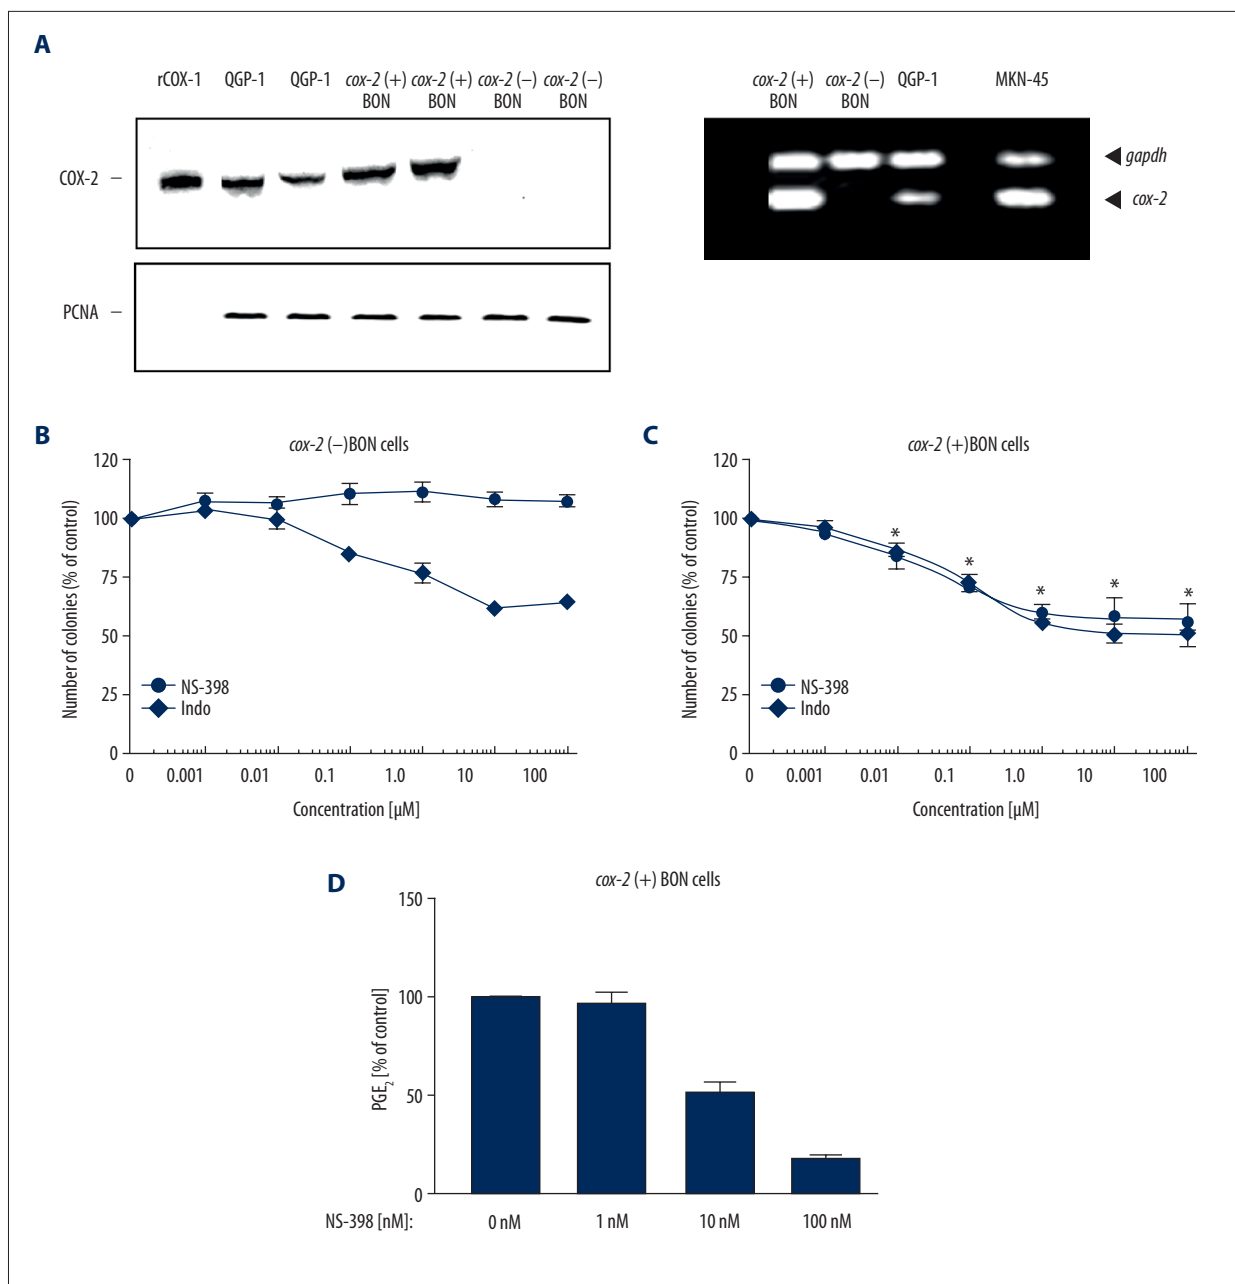 A
rCOX-1 QGP-1 QGP-1 cox-2 (+) BON cox-2 (+) BON cox-2 (−) BON cox-2 (−) BON
COX-2 –
PCNA –
cox-2 (+) BON cox-2 (−) BON QGP-1 MKN-45
gapdh
cox-2
B
cox-2 (−)BON cells
Number of colonies (% of control)
120
100
75
50
25
0
NS-398
Indo
0 0.001 0.01 0.1 1.0 10 100
Concentration [µM]
C
cox-2 (+)BON cells
Number of colonies (% of control)
120
100
75
50
25
0
* * * * *
NS-398
Indo
0 0.001 0.01 0.1 1.0 10 100
Concentration [µM]
D
cox-2 (+) BON cells
PGE2 [% of control]
150
100
50
0
NS-398 [nM]: 0 nM 1 nM 10 nM 100 nM